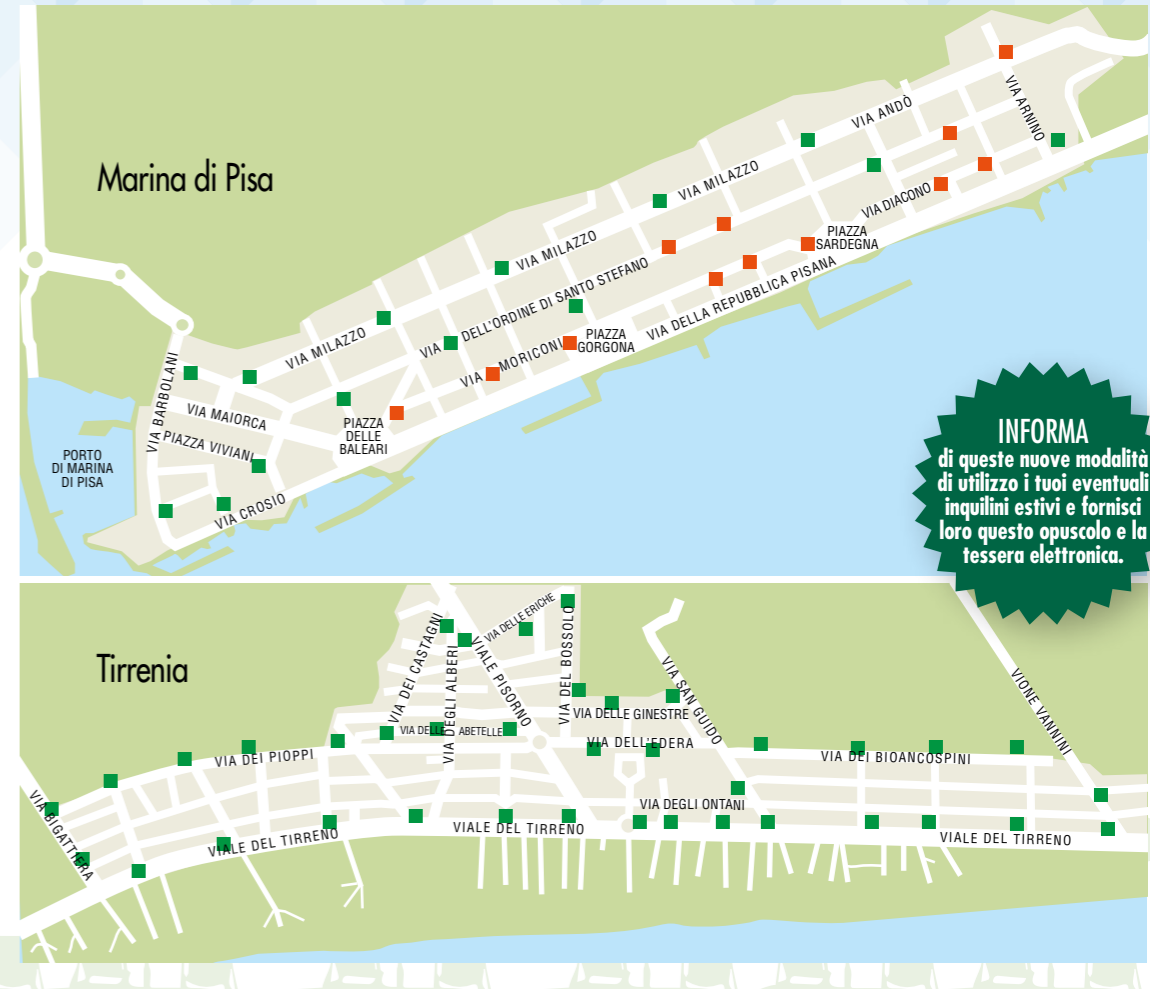 Marina di Pisa
VIA ARNINO
VIA ANDÒ
VIA MILAZZO
VIA DIACONO
PIAZZA
SARDEGNA
VIA MILAZZO
VIA DELL'ORDINE DI SANTO STEFANO
VIA DELLA REPUBBLICA PISANA
PIAZZA
GORGONA
VIA MORICONI
VIA MILAZZO
VIA BARBOLANI
VIA MAIORCA
PIAZZA
DELLE
BALEARI
PIAZZA VIVIANI
PORTO
DI MARINA
DI PISA
VIA CROSIO
INFORMA
di queste nuove modalità
di utilizzo i tuoi eventuali
inquilini estivi e fornisci
loro questo opuscolo e la
tessera elettronica.
Tirrenia
VIA DEI CASTAGNI
VIA DEGLI ALBERI
VIALE PISORNO
VIA DELLE ERICHE
VIA DEL BOSSOLO
VIA SAN GUIDO
VIONE VANNINI
VIA DELLE GINESTRE
VIA DELLE ABETELLE
VIA DELL'EDERA
VIA DEI PIOPPI
VIA DEI BIOANCOSPINI
VIA BIGATTIERA
VIA DEGLI ONTANI
VIALE DEL TIRRENO
VIALE DEL TIRRENO
VIALE DEL TIRRENO